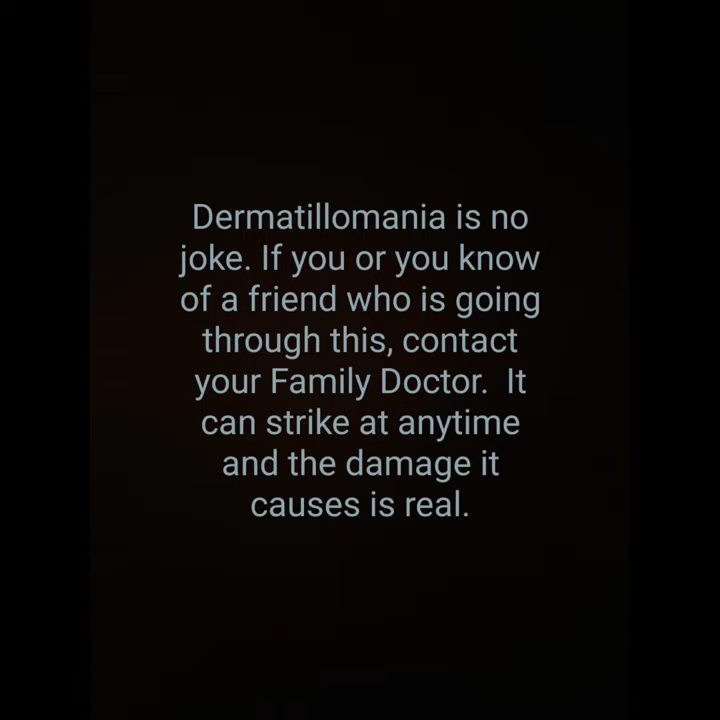 Dermatillomania is no
joke. If you or you know
of a friend who is going
through this, contact
your Family Doctor.  It
can strike at anytime
and the damage it
causes is real.